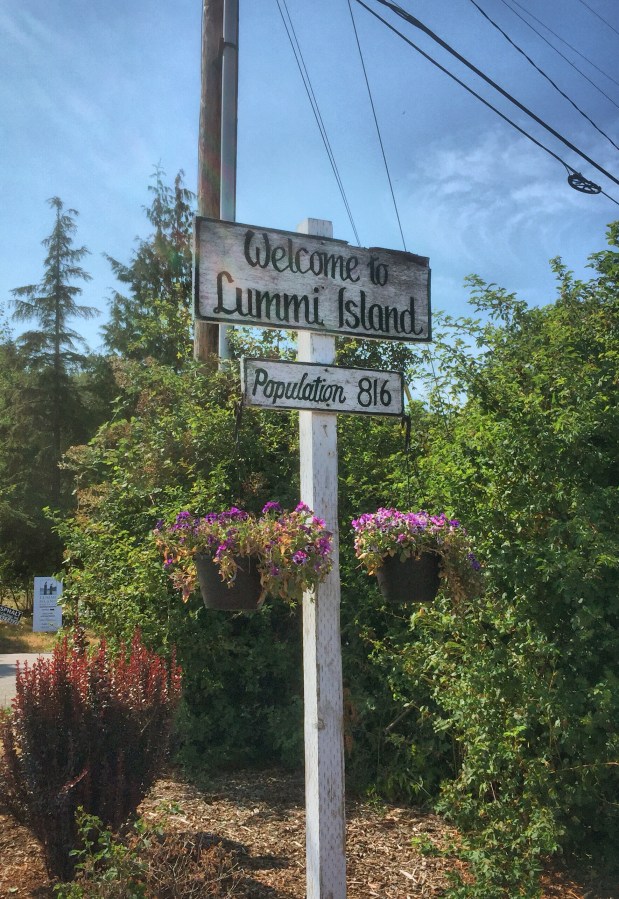 Welcome to
Lummi Island
Population 816